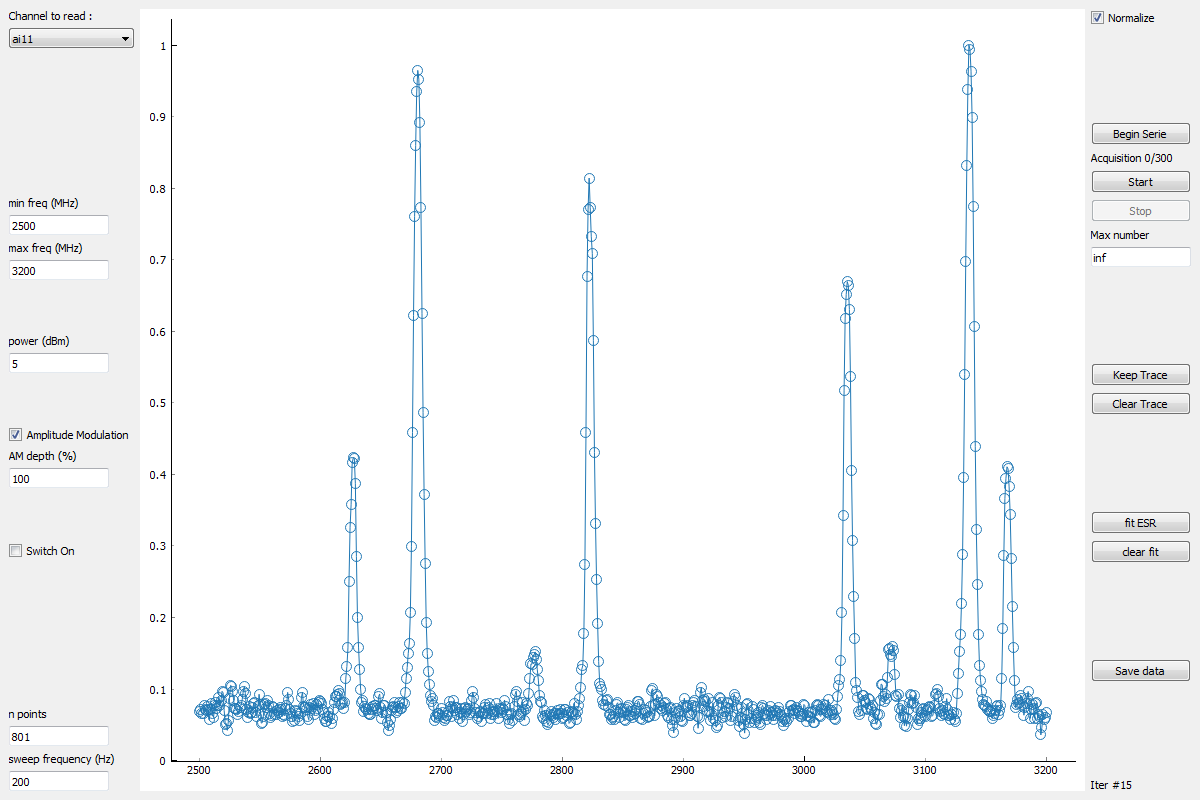 Channel to read :
ai11
min freq (MHz)
2500
max freq (MHz)
3200
power (dBm)
5
Amplitude Modulation
AM depth (%)
100
Switch On
n points
801
sweep frequency (Hz)
200
1
0.9
0.8
0.7
0.6
0.5
0.4
0.3
0.2
0.1
0
2500 2600 2700 2800 2900 3000 3100 3200
Normalize
Begin Serie
Acquisition 0/300
Start
Stop
Max number
inf
Keep Trace
Clear Trace
fit ESR
clear fit
Save data
Iter #15